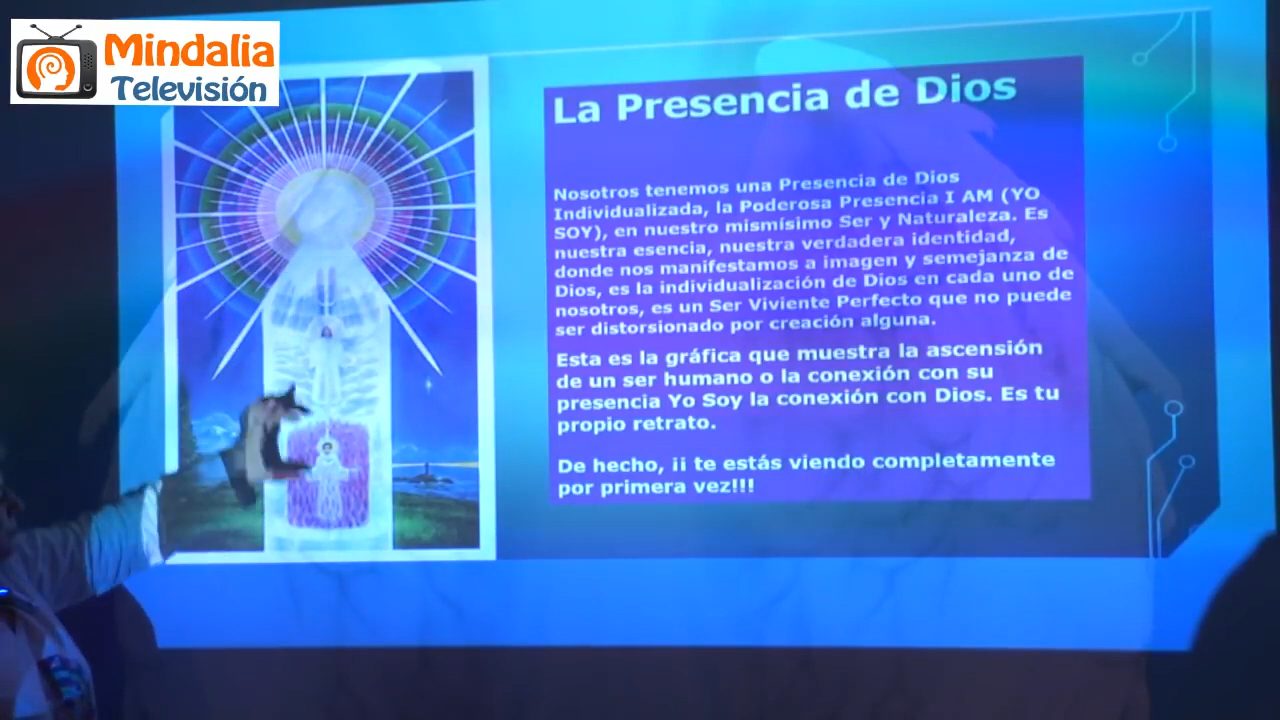 Mindalia
Televisión
La Presencia de Dios
Nosotros tenemos una Presencia de Dios
Individualizada, la Poderosa Presencia I AM (YO
SOY), en nuestro mismísimo Ser y Naturaleza. Es
nuestra esencia, nuestra verdadera identidad,
donde nos manifestamos a imagen y semejanza de
Dios, es la individualización de Dios en cada uno de
nosotros, es un Ser Viviente Perfecto que no puede
ser distorsionado por creación alguna.
Esta es la gráfica que muestra la ascensión
de un ser humano o la conexión con su
presencia Yo Soy la conexión con Dios. Es tu
propio retrato.
De hecho, ¡¡ te estás viendo completamente
por primera vez!!!